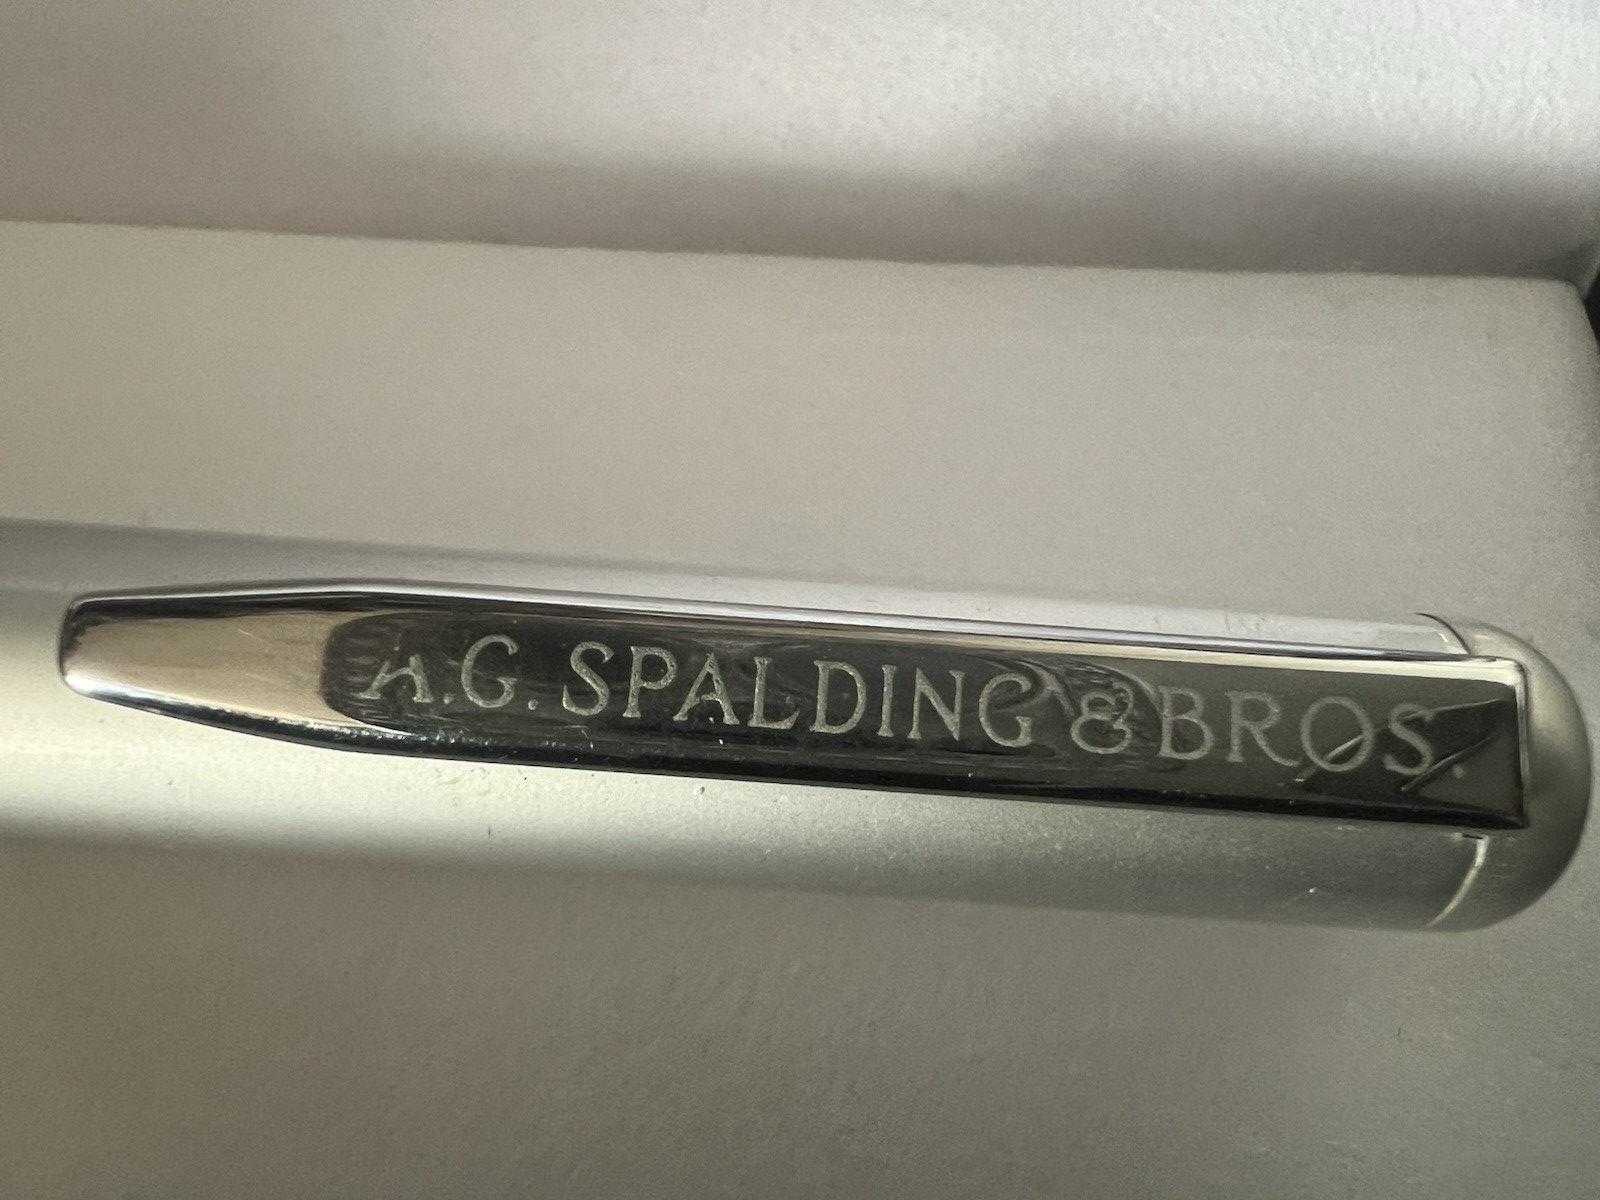 A.G. SPALDING & BROS.